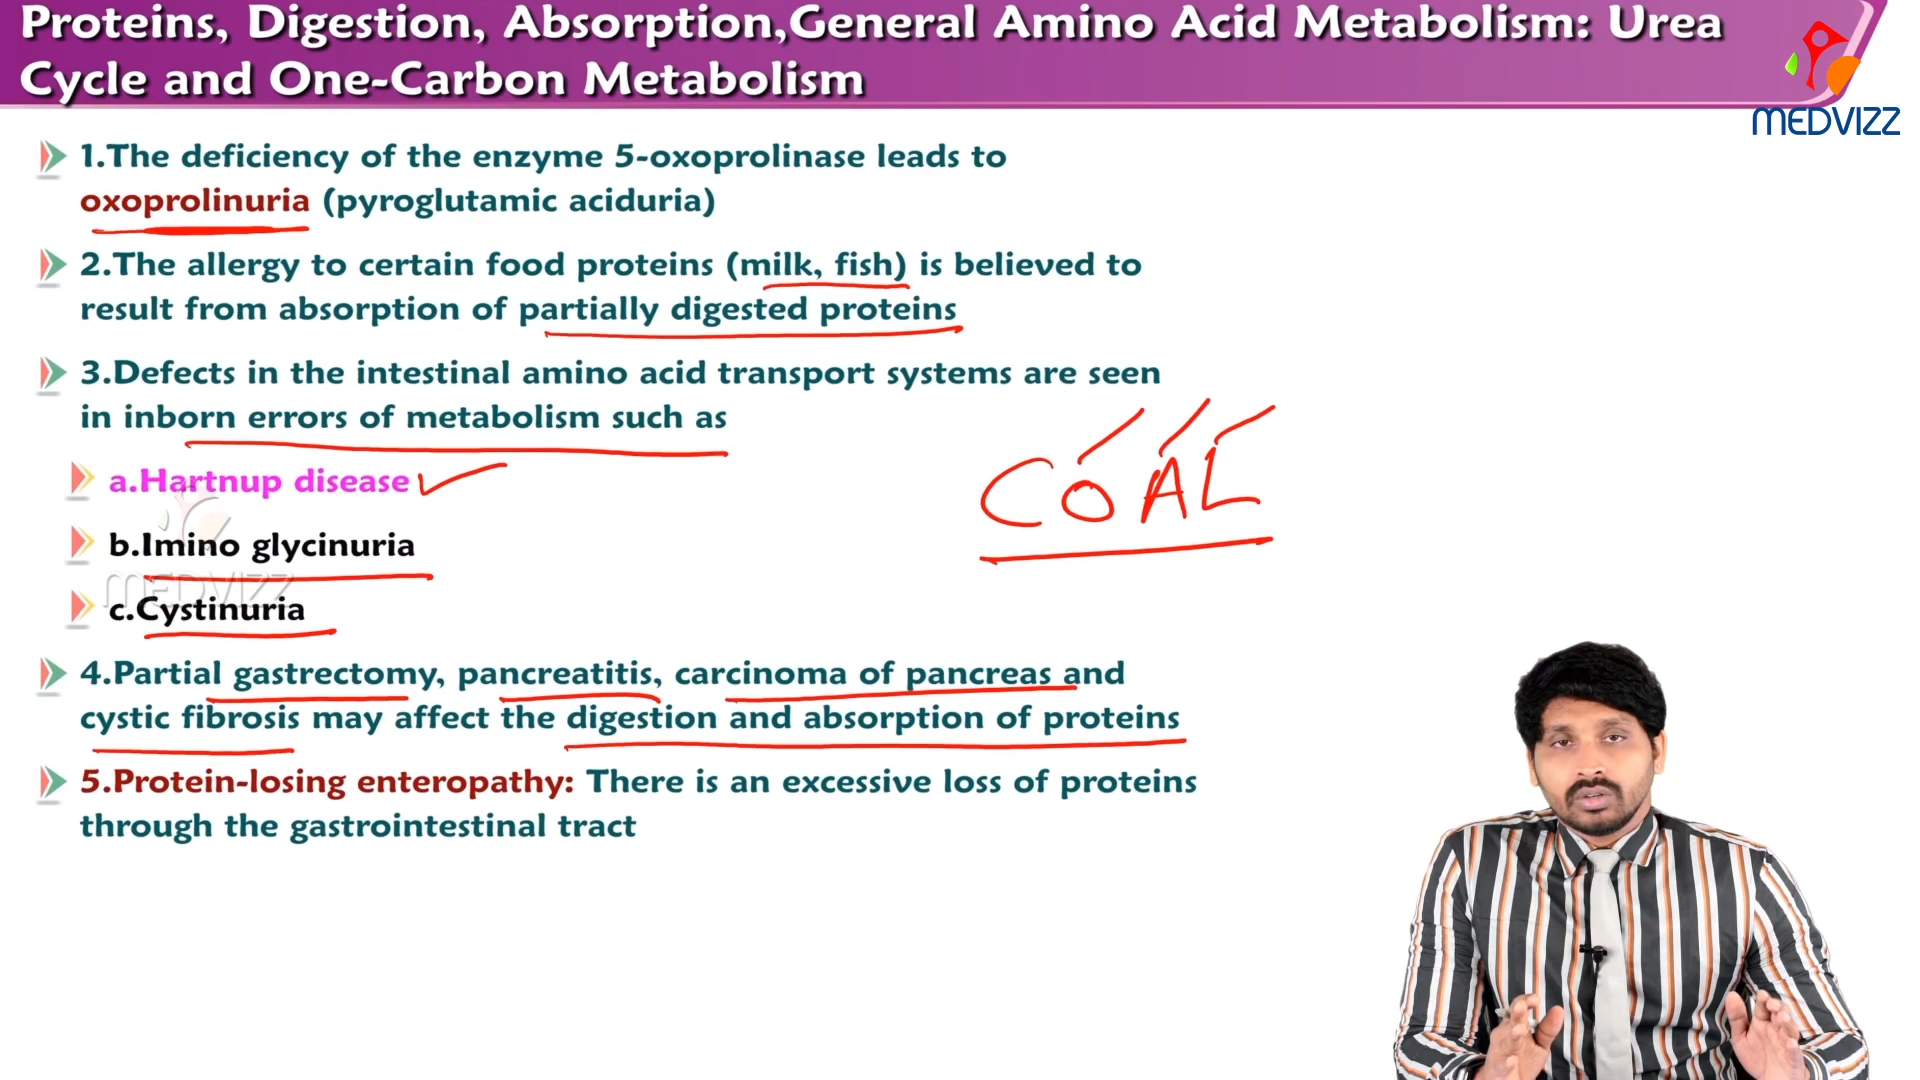 Proteins, Digestion, Absorption,General Amino Acid Metabolism: Urea
Cycle and One-Carbon Metabolism
MEDVIZZ
1.The deficiency of the enzyme 5-oxoprolinase leads to
oxoprolinuria (pyroglutamic aciduria)
2.The allergy to certain food proteins (milk, fish) is believed to
result from absorption of partially digested proteins
3.Defects in the intestinal amino acid transport systems are seen
in inborn errors of metabolism such as
a.Hartnup disease
COAL
b.Imino glycinuria
MEDVIZZ
c.Cystinuria
4.Partial gastrectomy, pancreatitis, carcinoma of pancreas and
cystic fibrosis may affect the digestion and absorption of proteins
5.Protein-losing enteropathy: There is an excessive loss of proteins
through the gastrointestinal tract